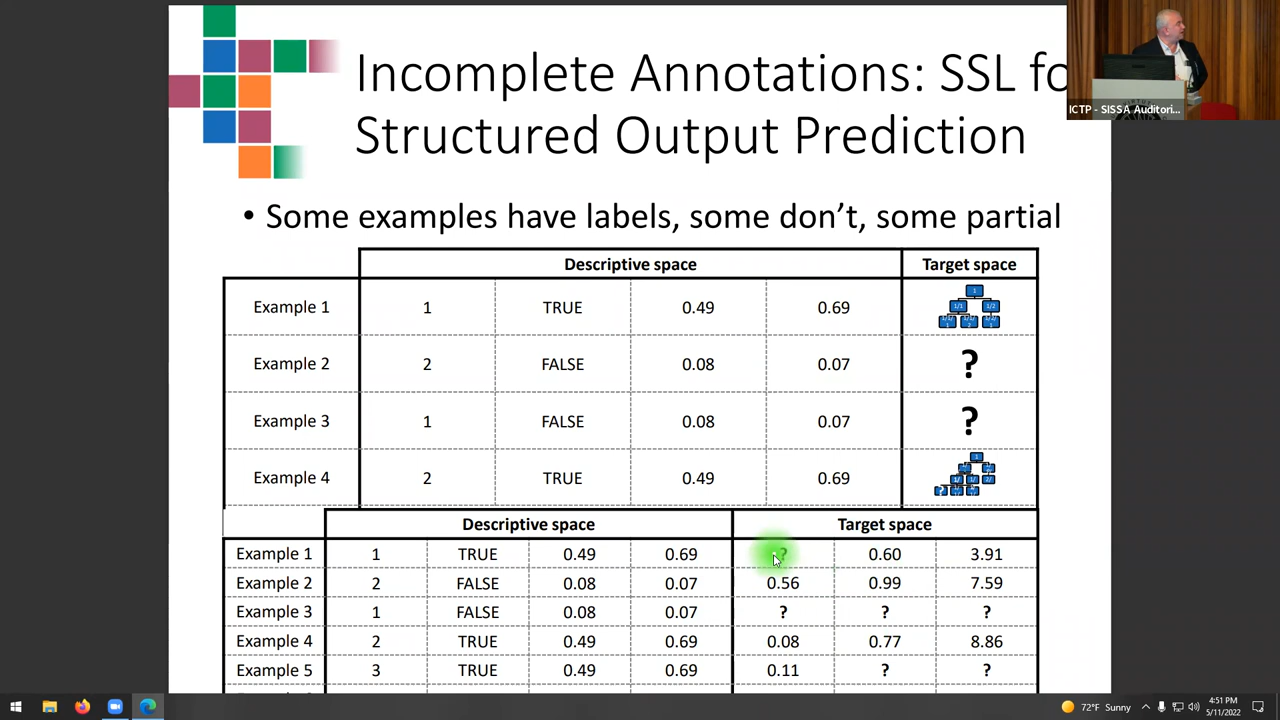 Incomplete Annotations: SSL fo
Structured Output Prediction
ICTP - SISSA Auditori...
• Some examples have labels, some don't, some partial
Descriptive space Target space
Example 1 1 TRUE 0.49 0.69
Example 2 2 FALSE 0.08 0.07 ?
Example 3 1 FALSE 0.08 0.07 ?
Example 4 2 TRUE 0.49 0.69
Descriptive space Target space
Example 1 1 TRUE 0.49 0.69 ? 0.60 3.91
Example 2 2 FALSE 0.08 0.07 0.56 0.99 7.59
Example 3 1 FALSE 0.08 0.07 ? ? ?
Example 4 2 TRUE 0.49 0.69 0.08 0.77 8.86
Example 5 3 TRUE 0.49 0.69 0.11 ? ?
72°F Sunny
4:51 PM
5/11/2022